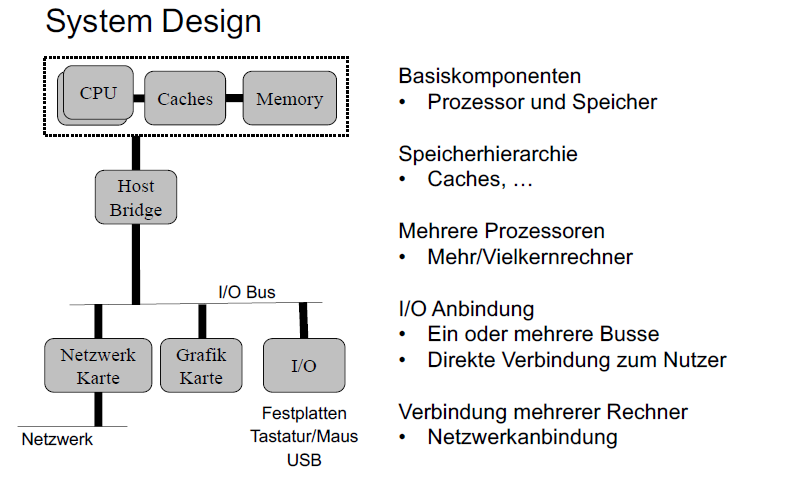 System Design
CPU
Caches
Memory
Host
Bridge
I/O Bus
Netzwerk
Karte
Grafik
Karte
I/O
Festplatten
Tastatur/Maus
USB
Netzwerk
Basiskomponenten
• Prozessor und Speicher
Speicherhierarchie
• Caches, …
Mehrere Prozessoren
• Mehr/Vielkernrechner
I/O Anbindung
• Ein oder mehrere Busse
• Direkte Verbindung zum Nutzer
Verbindung mehrerer Rechner
• Netzwerkanbindung